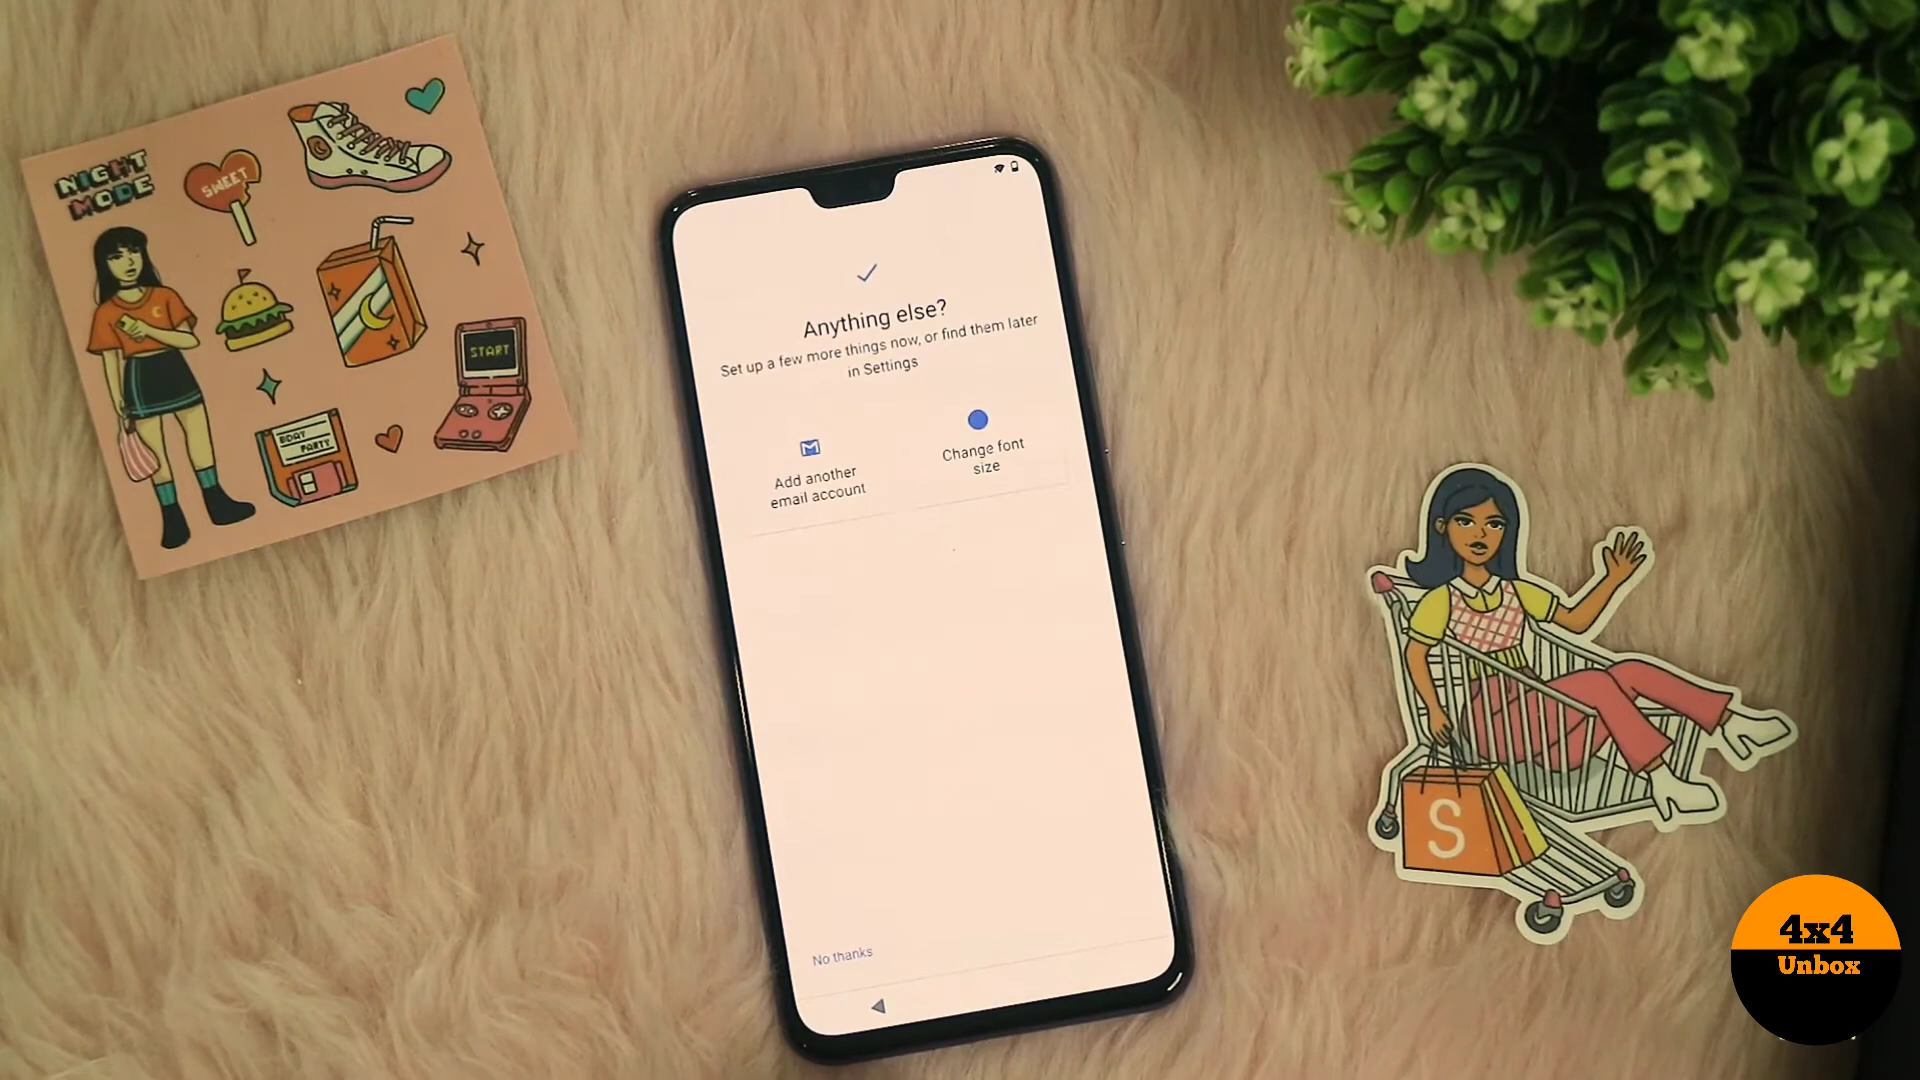 NIGHT
MODE
SWEET
START
BDAY
PARTY
Anything else?
Set up a few more things now, or find them later
in Settings
Add another
email account
Change font
size
No thanks
S
4x4
Unbox